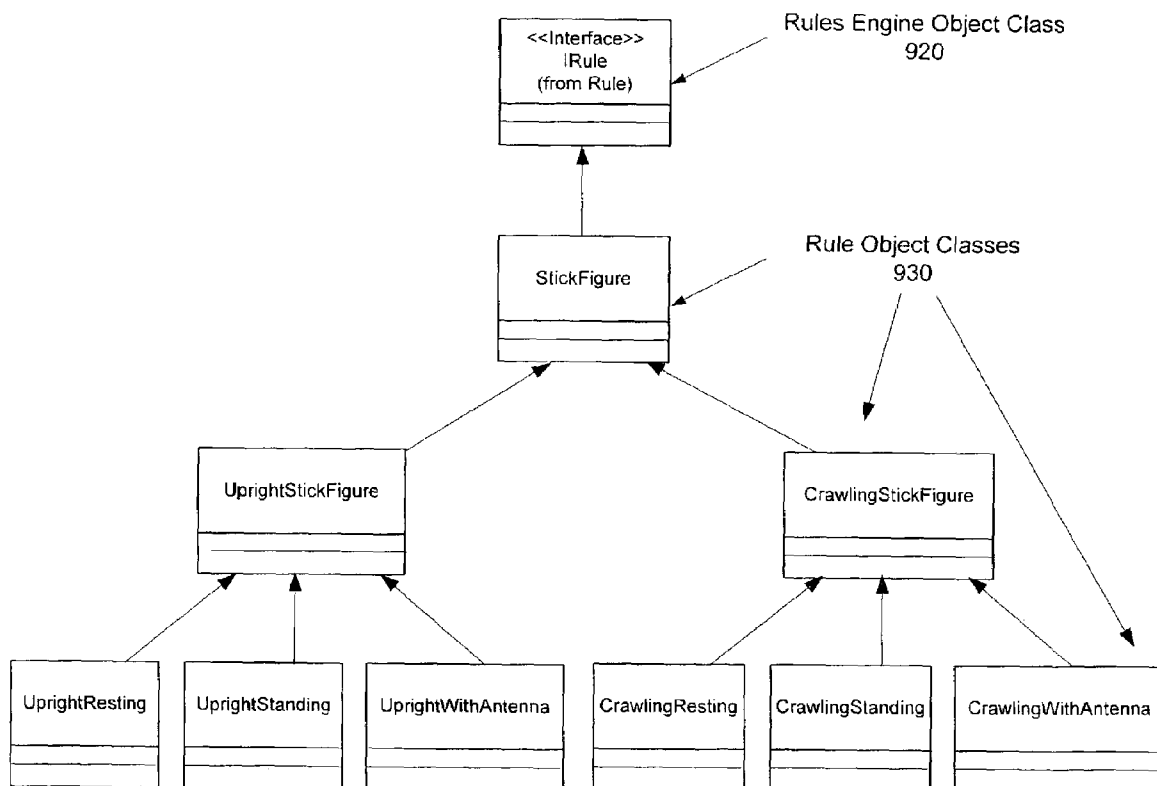 <<Interface>>
IRule
(from Rule)
Rules Engine Object Class
920
StickFigure
Rule Object Classes
930
UprightStickFigure
CrawlingStickFigure
UprightResting
UprightStanding
UprightWithAntenna
CrawlingResting
CrawlingStanding
CrawlingWithAntenna